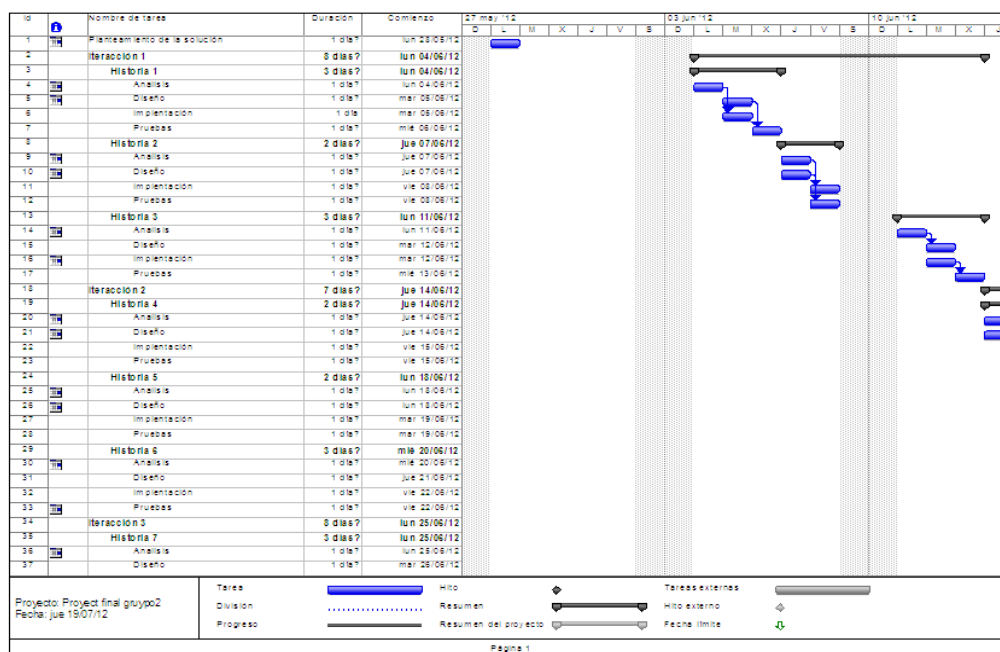 Id Nombre de tarea Duración Comienzo 27 may '12 03 jun '12 10 jun '12
D L M X J V S D L M X J V S D L M X J
1 Planteamiento de la solución 1 día? lun 28/05/12
2 Iteracción 1 8 días? lun 04/06/12
3 Historia 1 3 días? lun 04/06/12
4 Analisis 1 día? lun 04/06/12
5 Diseño 1 día? mar 05/06/12
6 Implentación 1 día mar 05/06/12
7 Pruebas 1 día? mié 06/06/12
8 Historia 2 2 días? jue 07/06/12
9 Analisis 1 día? jue 07/06/12
10 Diseño 1 día? jue 07/06/12
11 Implentación 1 día? vie 08/06/12
12 Pruebas 1 día? vie 08/06/12
13 Historia 3 3 días? lun 11/06/12
14 Analisis 1 día? lun 11/06/12
15 Diseño 1 día? mar 12/06/12
16 Implentación 1 día? mar 12/06/12
17 Pruebas 1 día? mié 13/06/12
18 Iteracción 2 7 días? jue 14/06/12
19 Historia 4 2 días? jue 14/06/12
20 Analisis 1 día? jue 14/06/12
21 Diseño 1 día? jue 14/06/12
22 Implentación 1 día? vie 15/06/12
23 Pruebas 1 día? vie 15/06/12
24 Historia 5 2 días? lun 18/06/12
25 Analisis 1 día? lun 18/06/12
26 Diseño 1 día? lun 18/06/12
27 Implentación 1 día? mar 19/06/12
28 Pruebas 1 día? mar 19/06/12
29 Historia 6 3 días? mié 20/06/12
30 Analisis 1 día? mié 20/06/12
31 Diseño 1 día? jue 21/06/12
32 Implentación 1 día? vie 22/06/12
33 Pruebas 1 día? vie 22/06/12
34 Iteracción 3 8 días? lun 25/06/12
35 Historia 7 3 días? lun 25/06/12
36 Analisis 1 día? lun 25/06/12
37 Diseño 1 día? mar 26/06/12
Proyecto: Proyect final gruypo2
Fecha: jue 19/07/12
Tarea Hito Tareas externas
División Resumen Hito externo
Progreso Resumen del proyecto Fecha límite
Página 1